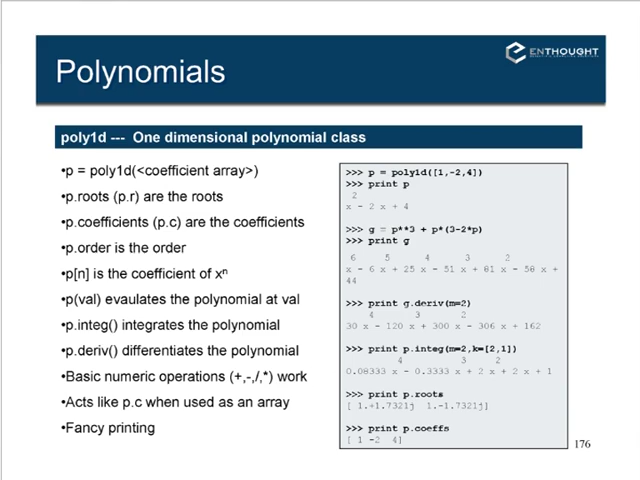 ENTHOUGHT
Polynomials
poly1d --- One dimensional polynomial class
•p = poly1d(<coefficient array>)
•p.roots (p.r) are the roots
•p.coefficients (p.c) are the coefficients
•p.order is the order
•p[n] is the coefficient of xⁿ
•p(val) evaulates the polynomial at val
•p.integ() integrates the polynomial
•p.deriv() differentiates the polynomial
•Basic numeric operations (+,-,/,*) work
•Acts like p.c when used as an array
•Fancy printing
>>> p = poly1d([1,-2,4])
>>> print p
2
x - 2 x + 4
>>> g = p**3 + p*(3-2*p)
>>> print g
6 5 4 3 2
x - 6 x + 25 x - 51 x + 81 x - 58 x +
44
>>> print g.deriv(m=2)
4 3 2
30 x - 120 x + 300 x - 306 x + 162
>>> print p.integ(m=2,k=[2,1])
4 3 2
0.08333 x - 0.3333 x + 2 x + 2 x + 1
>>> print p.roots
[ 1.+1.7321j 1.-1.7321j]
>>> print p.coeffs
[ 1 -2 4]
176